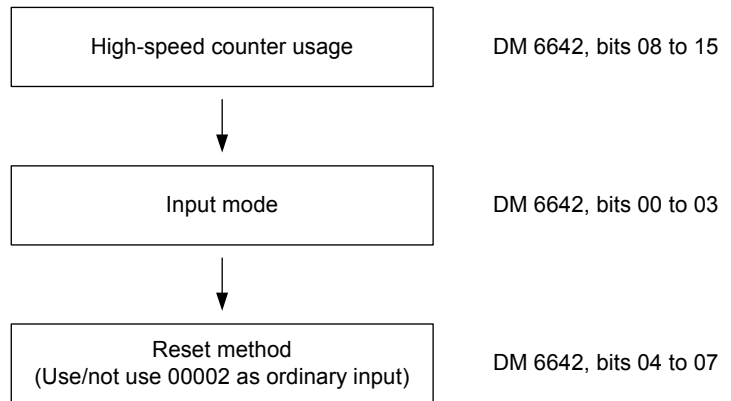 High-speed counter usage
DM 6642, bits 08 to 15
Input mode
DM 6642, bits 00 to 03
Reset method
(Use/not use 00002 as ordinary input)
DM 6642, bits 04 to 07